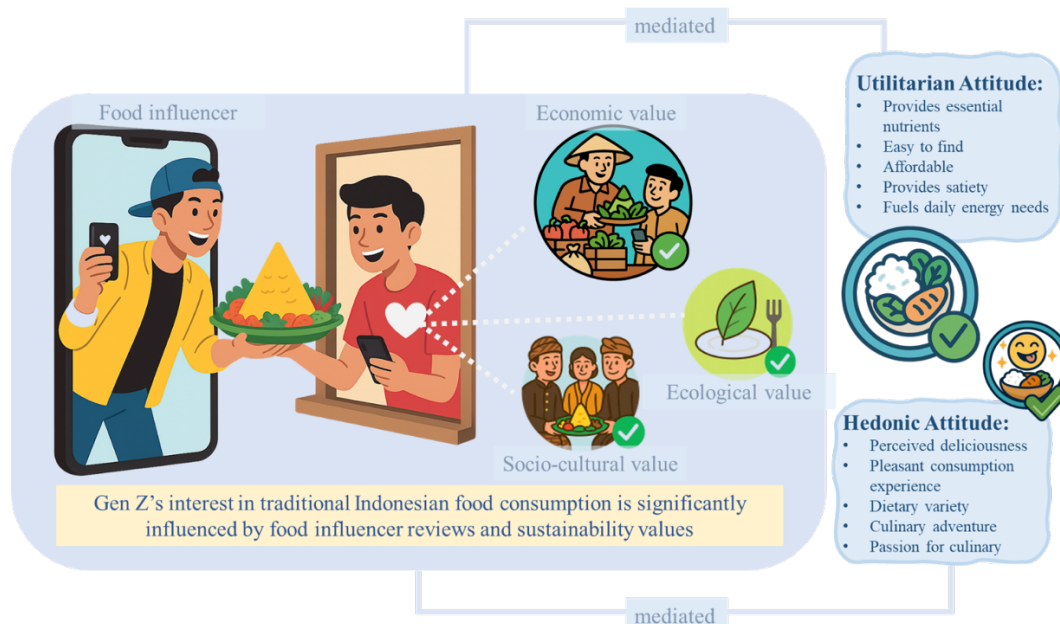 mediated
Food influencer
Economic value
Ecological value
Socio-cultural value
Gen Z's interest in traditional Indonesian food consumption is significantly
influenced by food influencer reviews and sustainability values
Utilitarian Attitude:
• Provides essential
nutrients
• Easy to find
• Affordable
• Provides satiety
• Fuels daily energy needs
Hedonic Attitude:
• Perceived deliciousness
• Pleasant consumption
experience
• Dietary variety
• Culinary adventure
• Passion for culinary
mediated